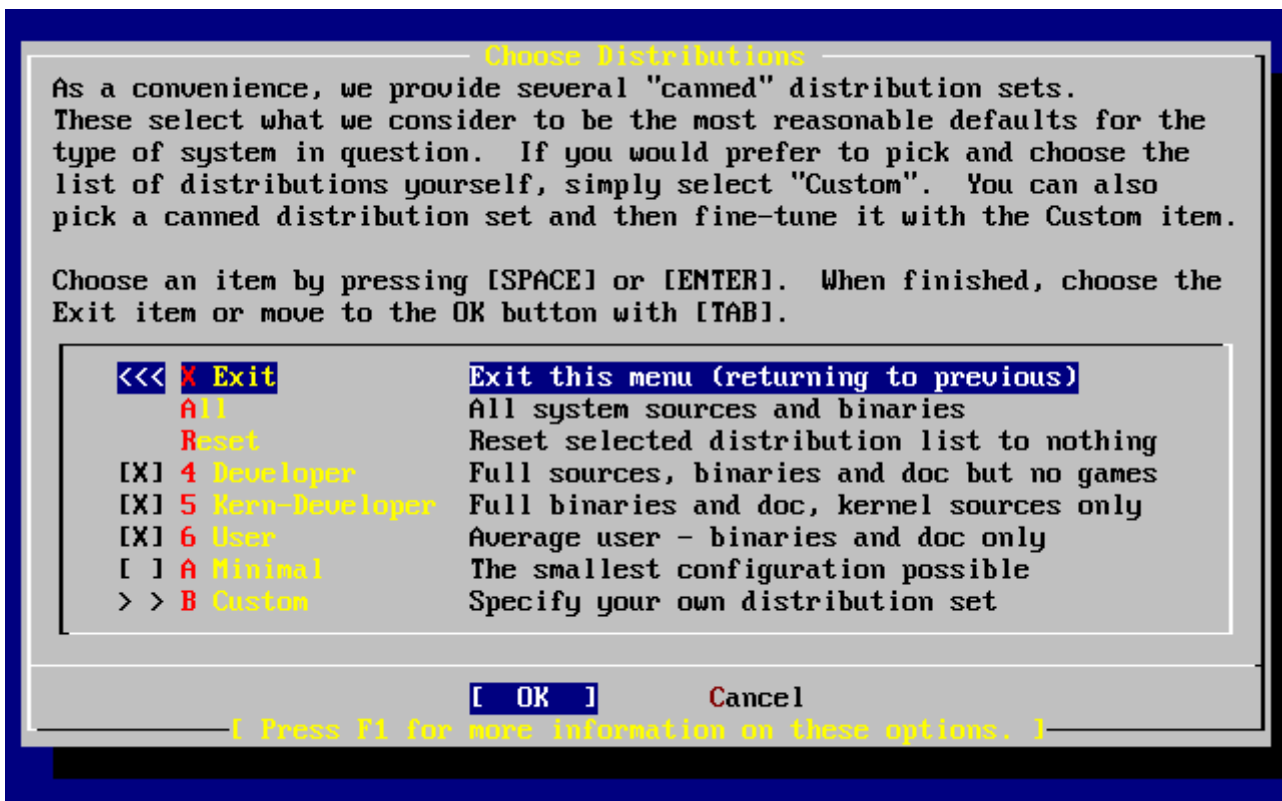 Choose Distributions
As a convenience, we provide several "canned" distribution sets.
These select what we consider to be the most reasonable defaults for the
type of system in question.  If you would prefer to pick and choose the
list of distributions yourself, simply select "Custom".  You can also
pick a canned distribution set and then fine-tune it with the Custom item.
Choose an item by pressing [SPACE] or [ENTER].  When finished, choose the
Exit item or move to the OK button with [TAB].
<<< X Exit Exit this menu (returning to previous)
All All system sources and binaries
Reset Reset selected distribution list to nothing
[X] 4 Developer Full sources, binaries and doc but no games
[X] 5 Kern-Developer Full binaries and doc, kernel sources only
[X] 6 User Average user - binaries and doc only
[ ] A Minimal The smallest configuration possible
> > B Custom Specify your own distribution set
[  OK  ] Cancel
[ Press F1 for more information on these options. ]